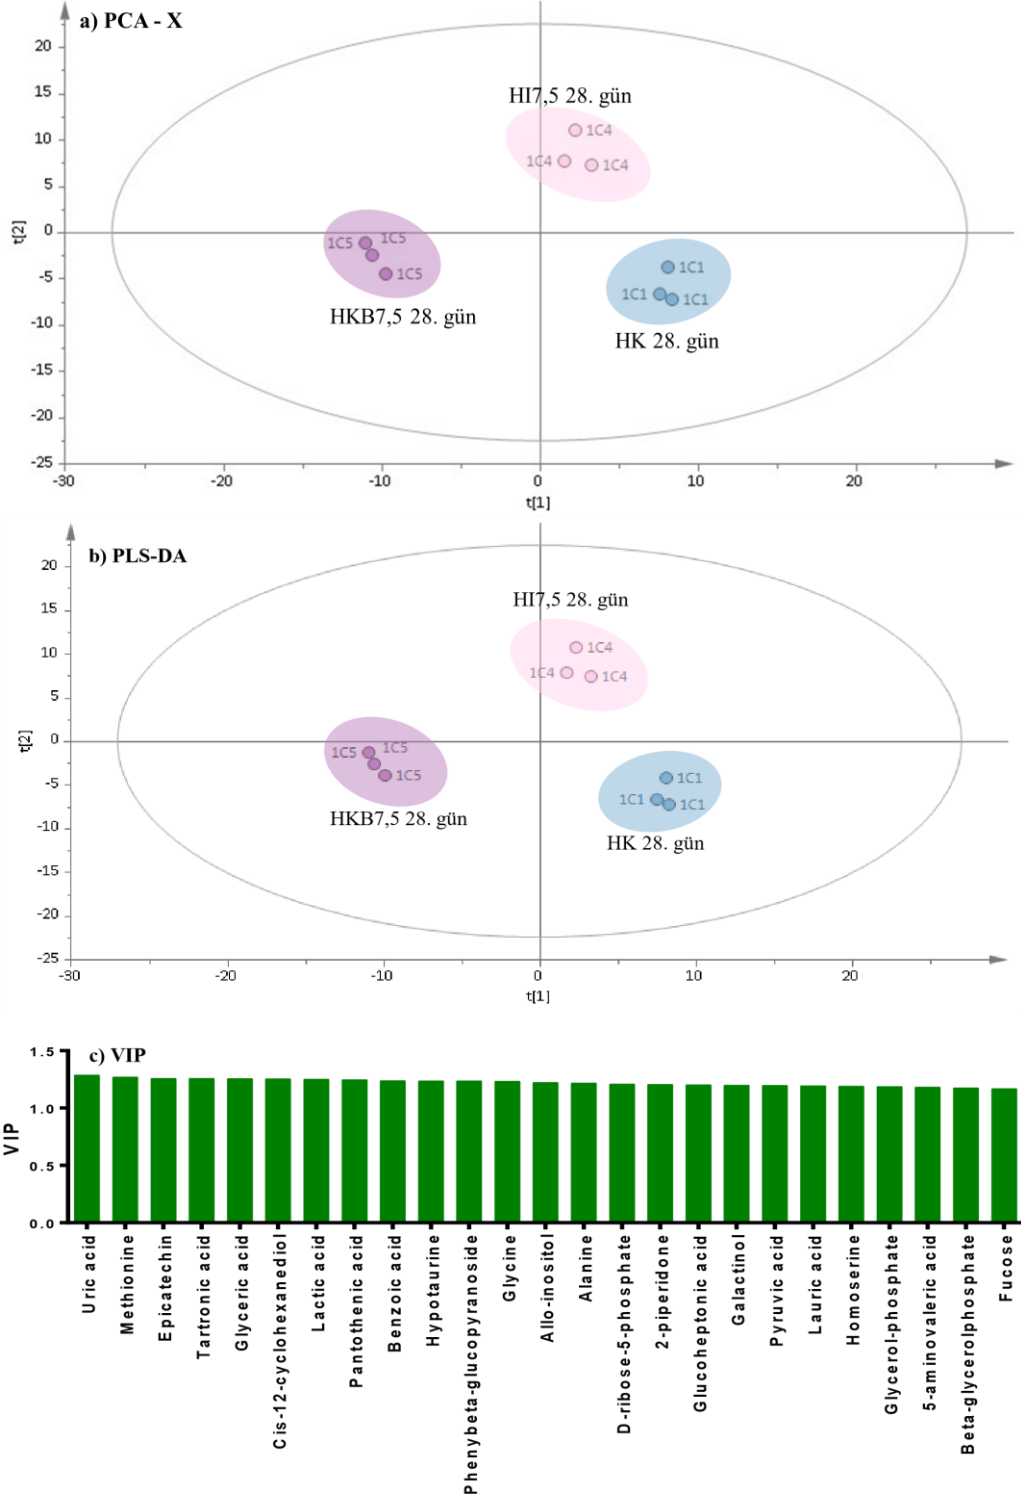 a) PCA - X
20
15
10
5
0
-5
-10
-15
-20
-25
t[2]
HI7,5 28. gün
1C4
1C4
1C4
1C5
1C5
1C5
HKB7,5 28. gün
1C1
1C1
1C1
HK 28. gün
-30
-20
-10
0
10
20
t[1]
b) PLS-DA
20
15
10
5
0
-5
-10
-15
-20
-25
t[2]
HI7,5 28. gün
1C4
1C4
1C4
1C5
1C5
1C5
HKB7,5 28. gün
1C1
1C1
1C1
HK 28. gün
-30
-20
-10
0
10
20
t[1]
c) VIP
1.5
1.0
0.5
0.0
VIP
Uric acid
Methionine
Epicatechin
Tartronic acid
Glyceric acid
Cis-12-cyclohexanediol
Lactic acid
Pantothenic acid
Benzoic acid
Hypotaurine
Phenybeta-glucopyranoside
Glycine
Allo-inositol
Alanine
D-ribose-5-phosphate
2-piperidone
Glucoheptonic acid
Galactinol
Pyruvic acid
Lauric acid
Homoserine
Glycerol-phosphate
5-aminovaleric acid
Beta-glycerolphosphate
Fucose